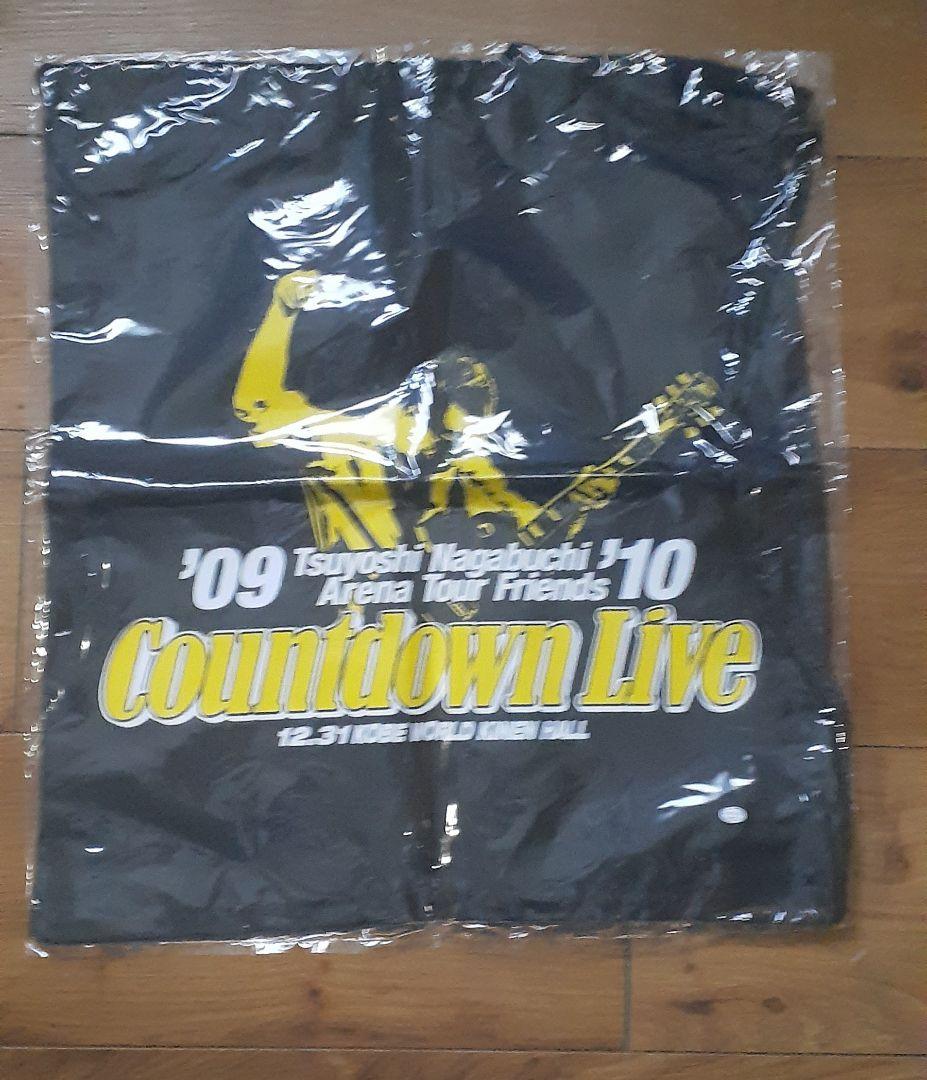 '09 Tsuyoshi Nagabuchi '10
Arena Tour Friends
Countdown Live
12.31 KOBE WORLD KINEN HALL